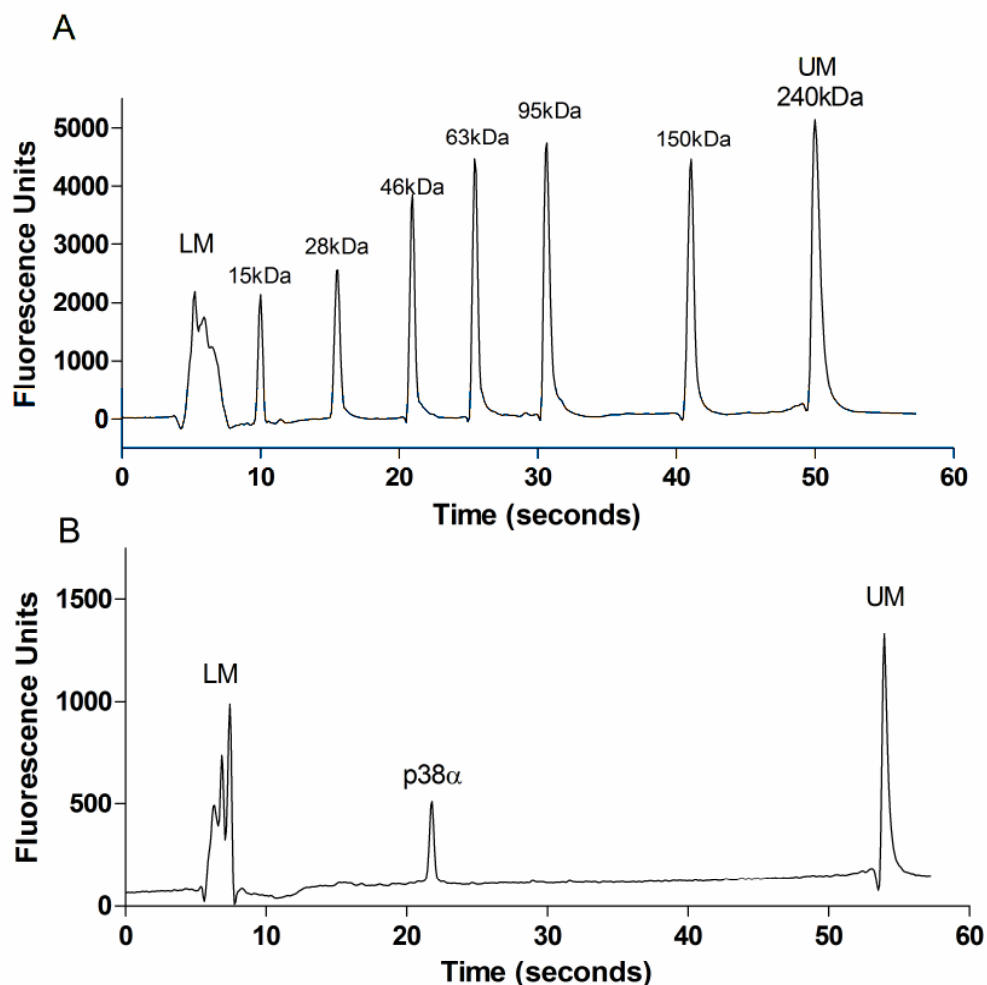 A
UM
240kDa
95kDa
63kDa
150kDa
46kDa
28kDa
LM
15kDa
5000
4000
3000
2000
1000
0
Fluorescence Units
0 10 20 30 40 50 60
Time (seconds)
B
1500
1000
500
0
Fluorescence Units
UM
LM
p38α
0 10 20 30 40 50 60
Time (seconds)